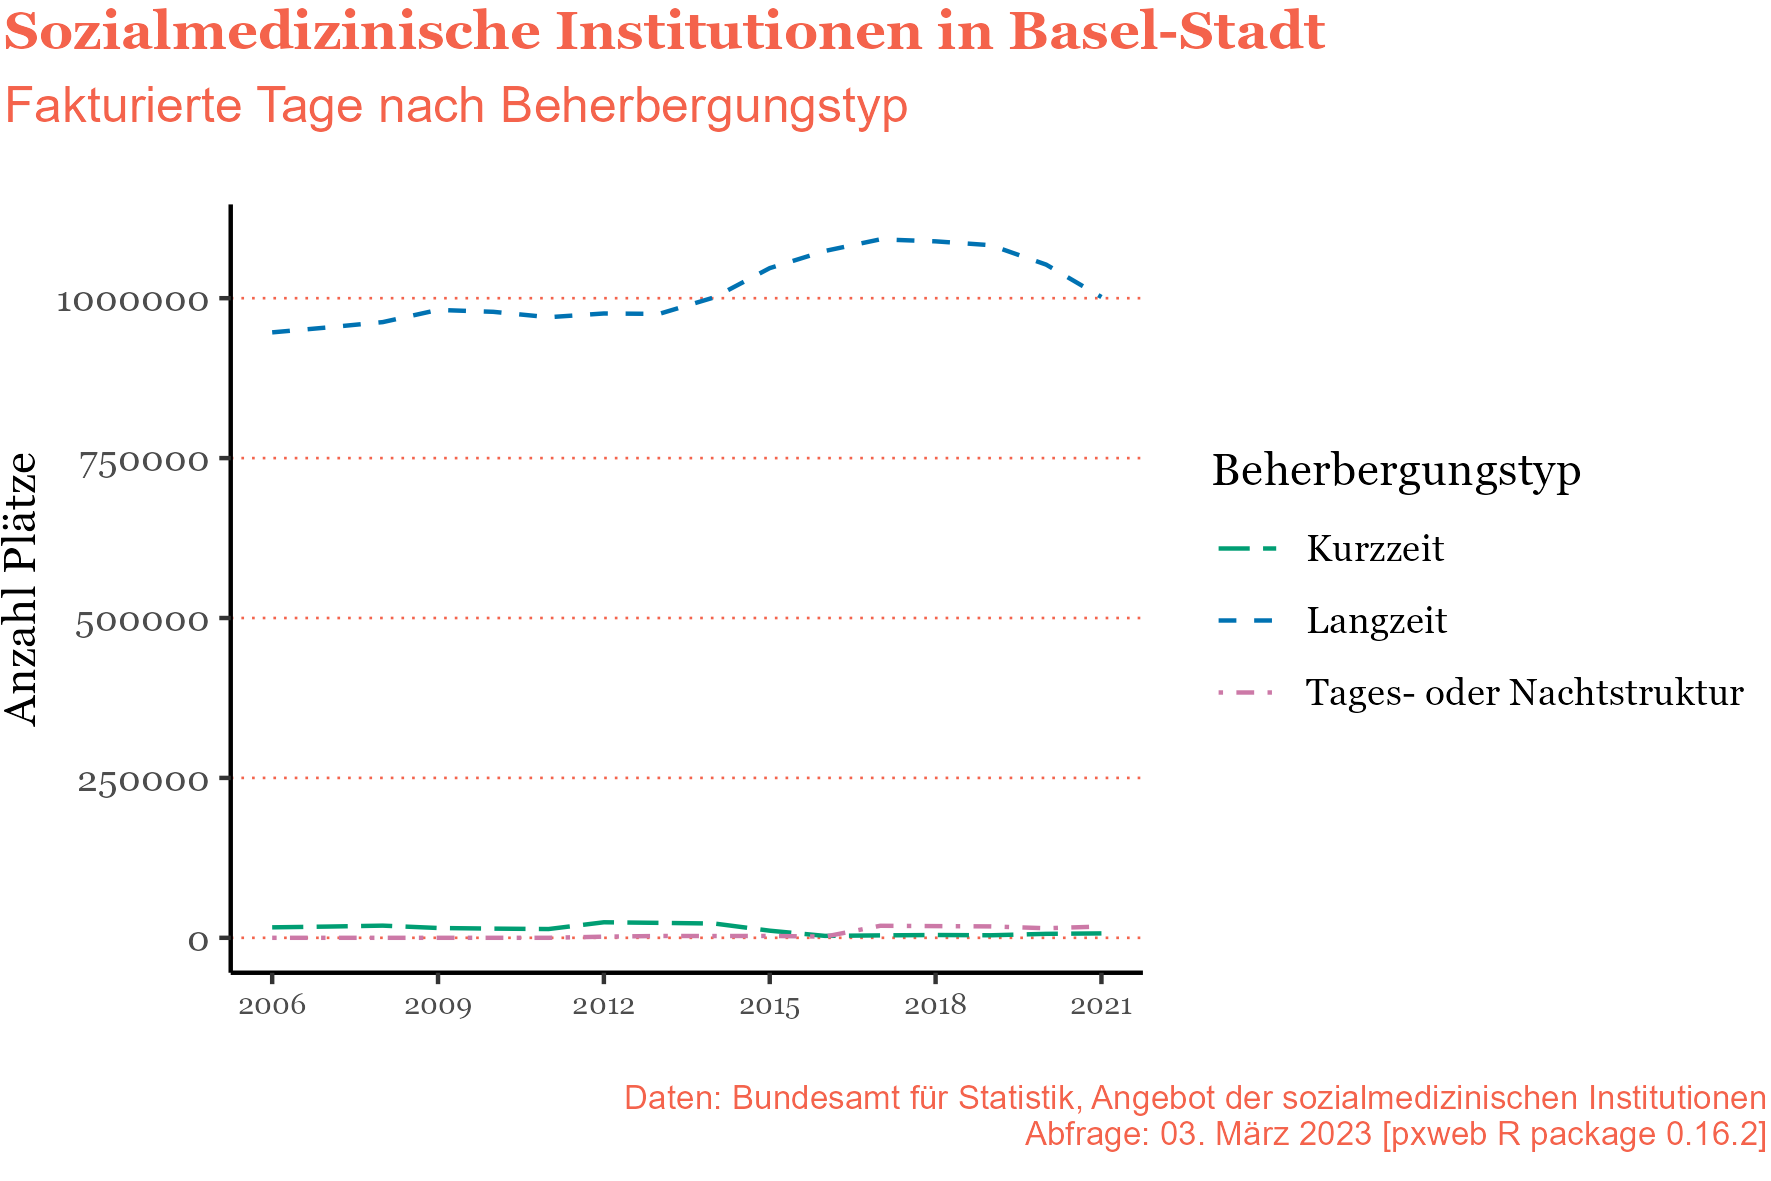 Sozialmedizinische Institutionen in Basel-Stadt
Fakturierte Tage nach Beherbergungstyp
Anzahl Plätze
1000000
750000
500000
250000
0
2006 2009 2012 2015 2018 2021
Beherbergungstyp
Kurzzeit
Langzeit
Tages- oder Nachtstruktur
Daten: Bundesamt für Statistik, Angebot der sozialmedizinischen Institutionen
Abfrage: 03. März 2023 [pxweb R package 0.16.2]